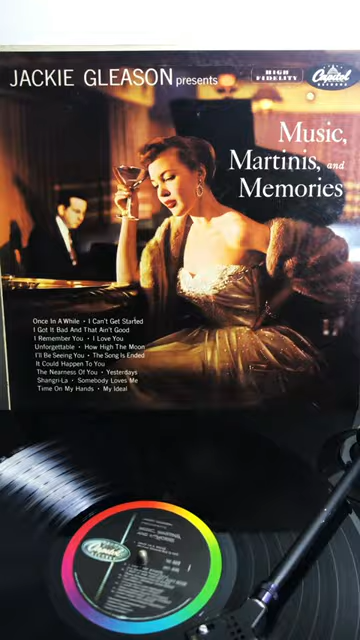 JACKIE GLEASON presents
HIGH FIDELITY
Capitol
RECORDS
Music,
Martinis, and
Memories
Once In A While • I Can't Get Started
I Got It Bad And That Ain't Good
I Remember You • I Love You
Unforgettable • How High The Moon
I'll Be Seeing You • The Song Is Ended
It Could Happen To You
The Nearness Of You • Yesterdays
Shangri-La • Somebody Loves Me
Time On My Hands • My Ideal
Capitol